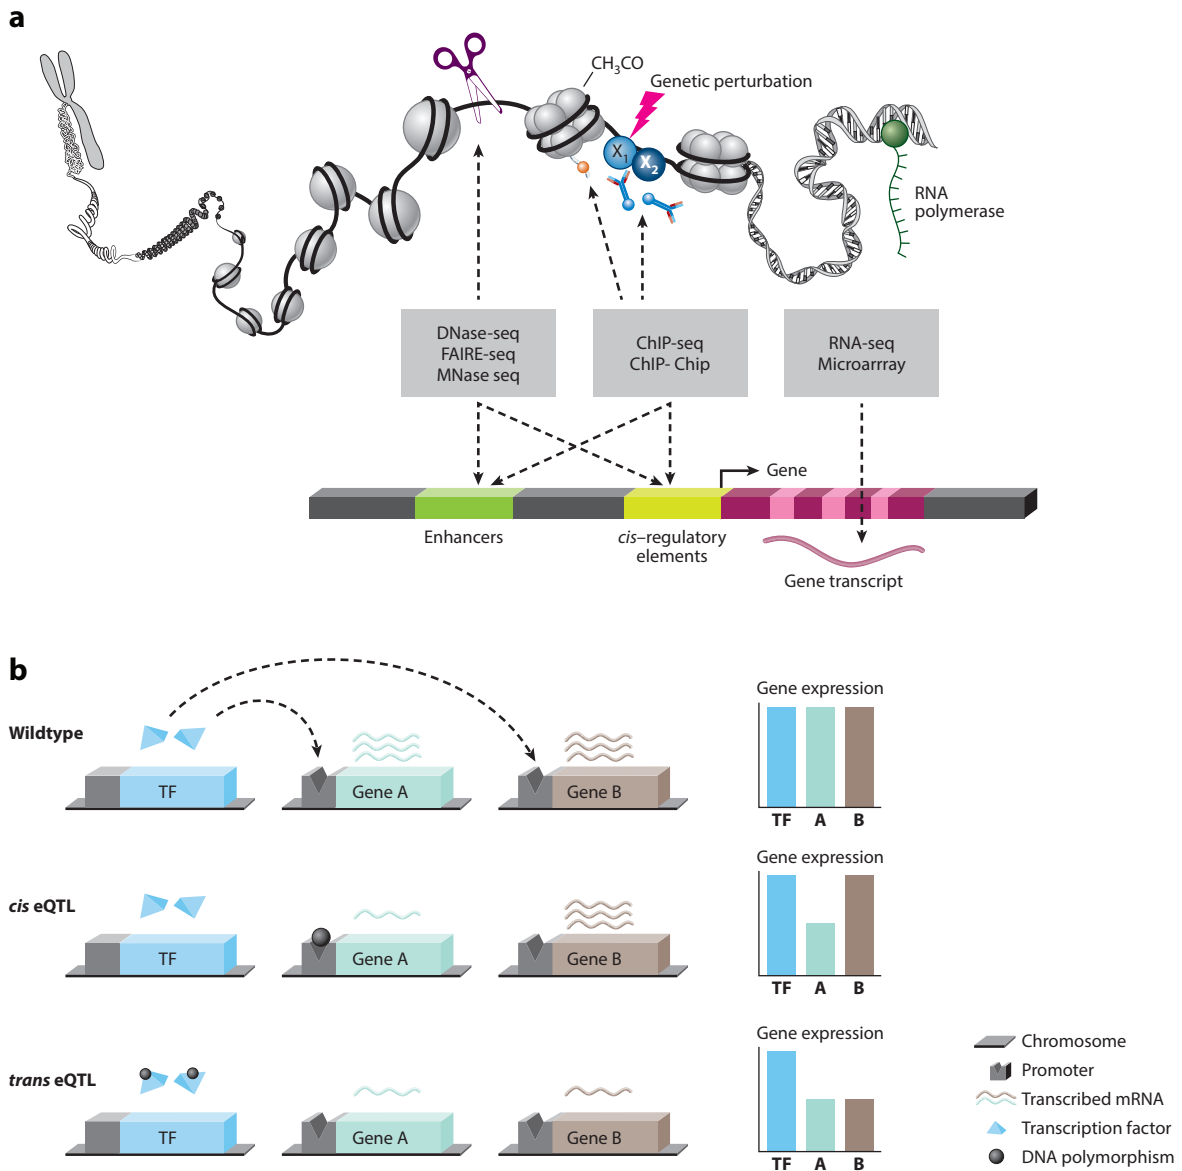 a
CH₃CO
Genetic perturbation
X₁
X₂
RNA
polymerase
DNase-seq
FAIRE-seq
MNase seq
ChIP-seq
ChIP- Chip
RNA-seq
Microarrray
Gene
Enhancers
cis–regulatory
elements
Gene transcript
b
Wildtype
TF
Gene A
Gene B
Gene expression
TF A B
cis eQTL
TF
Gene A
Gene B
Gene expression
TF A B
trans eQTL
TF
Gene A
Gene B
Gene expression
TF A B
Chromosome
Promoter
Transcribed mRNA
Transcription factor
DNA polymorphism